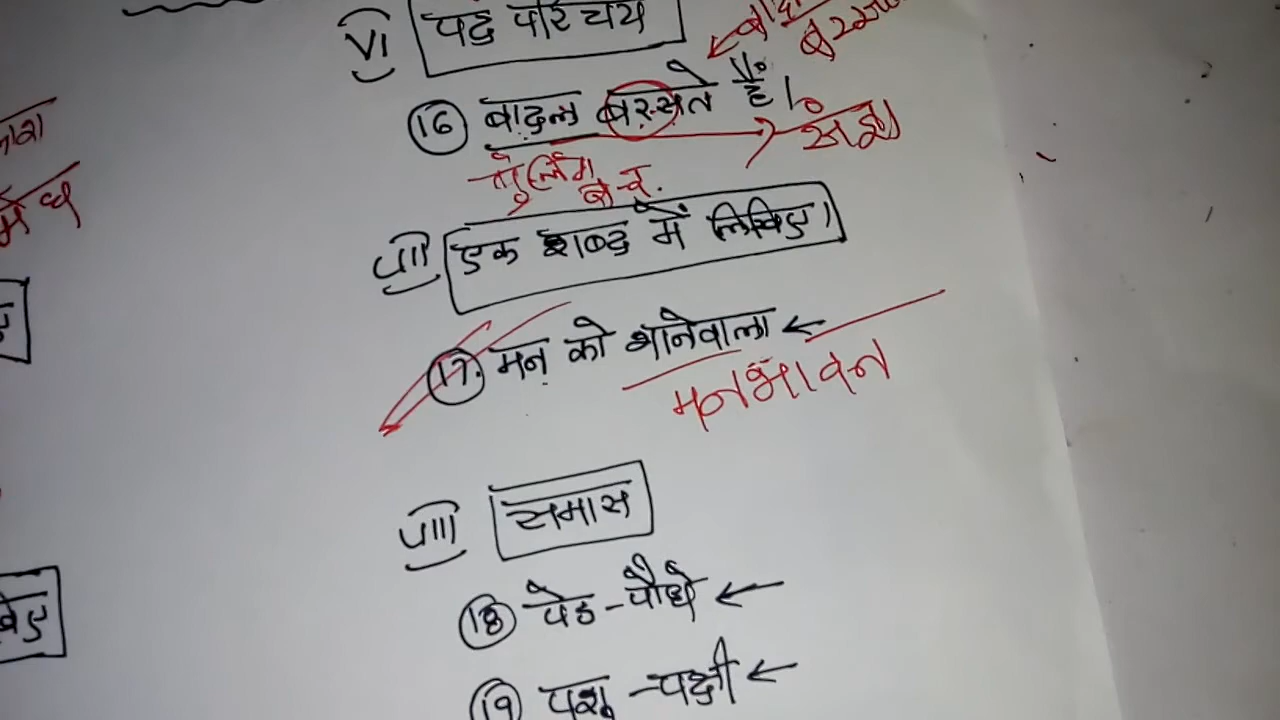 VI पद परिचय
16 बादल बरसते हैं।
पुंलिंग
ब.व.
VII एक शब्द में लिखिए।
17. मन को भानेवाला ←
मनभावन
VIII समास
18 पेड-पौधे ←
19 पशू-पक्षी ←